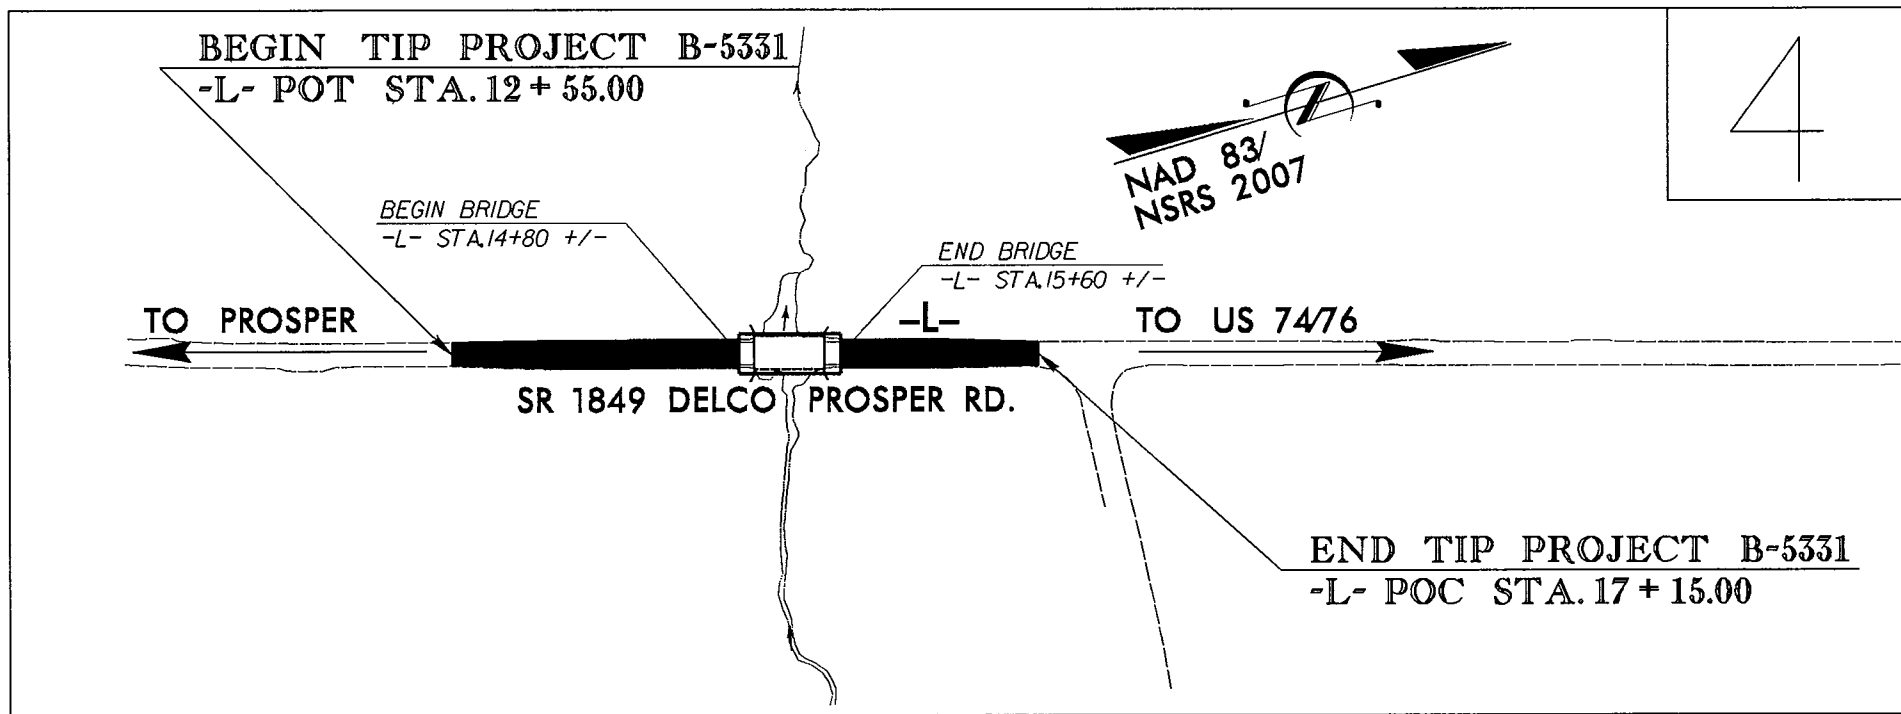 BEGIN TIP PROJECT B-5331
-L- POT STA. 12 + 55.00
4
NAD 83/
NSRS 2007
BEGIN BRIDGE
-L- STA.14+80 +/-
END BRIDGE
-L- STA.15+60 +/-
TO PROSPER
-L-
TO US 74/76
SR 1849 DELCO PROSPER RD.
END TIP PROJECT B-5331
-L- POC STA. 17 + 15.00